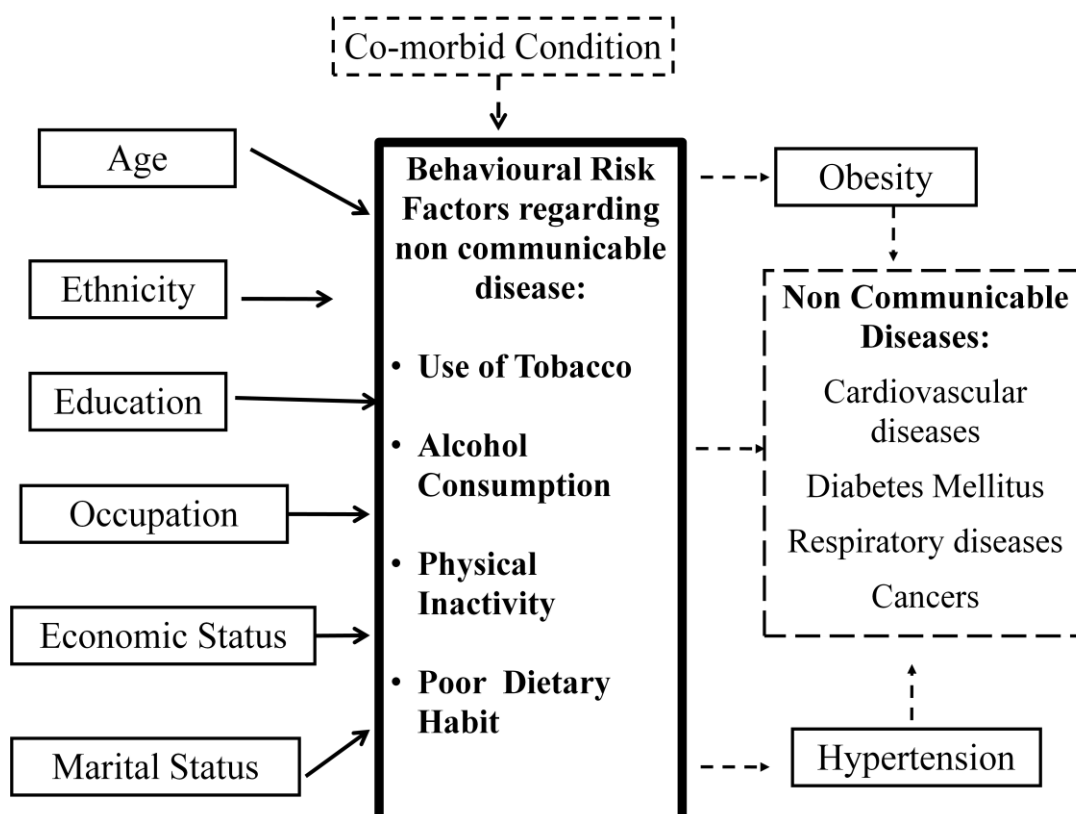 Co-morbid Condition
Age
Ethnicity
Education
Occupation
Economic Status
Marital Status
Behavioural Risk
Factors regarding
non communicable
disease:
• Use of Tobacco
• Alcohol
Consumption
• Physical
Inactivity
• Poor Dietary
Habit
Obesity
Non Communicable
Diseases:
Cardiovascular
diseases
Diabetes Mellitus
Respiratory diseases
Cancers
Hypertension